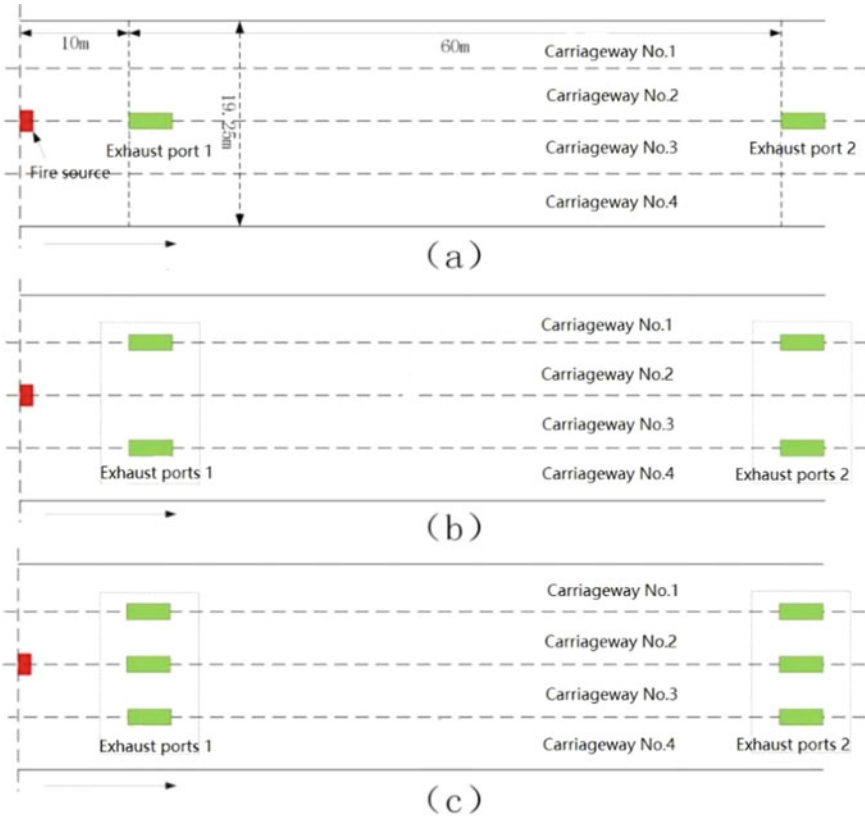 10m
60m
Carriageway No.1
19.25m
Carriageway No.2
Exhaust port 1
Carriageway No.3
Exhaust port 2
Fire source
Carriageway No.4
(a)
Carriageway No.1
Carriageway No.2
Carriageway No.3
Exhaust ports 1
Carriageway No.4
Exhaust ports 2
(b)
Carriageway No.1
Carriageway No.2
Carriageway No.3
Exhaust ports 1
Carriageway No.4
Exhaust ports 2
(c)